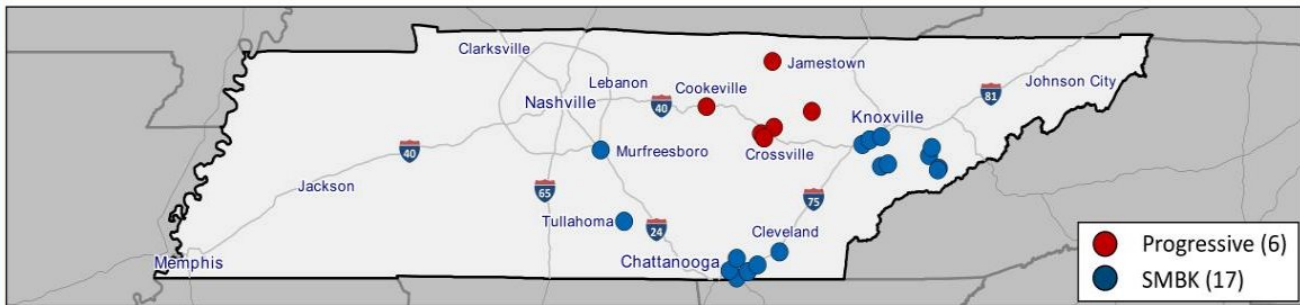 Clarksville
Jamestown
Lebanon
Cookeville
Johnson City
81
Nashville
40
Knoxville
Murfreesboro
Crossville
40
Jackson
65
75
Tullahoma
24
Cleveland
Memphis
Chattanooga
Progressive (6)
SMBK (17)